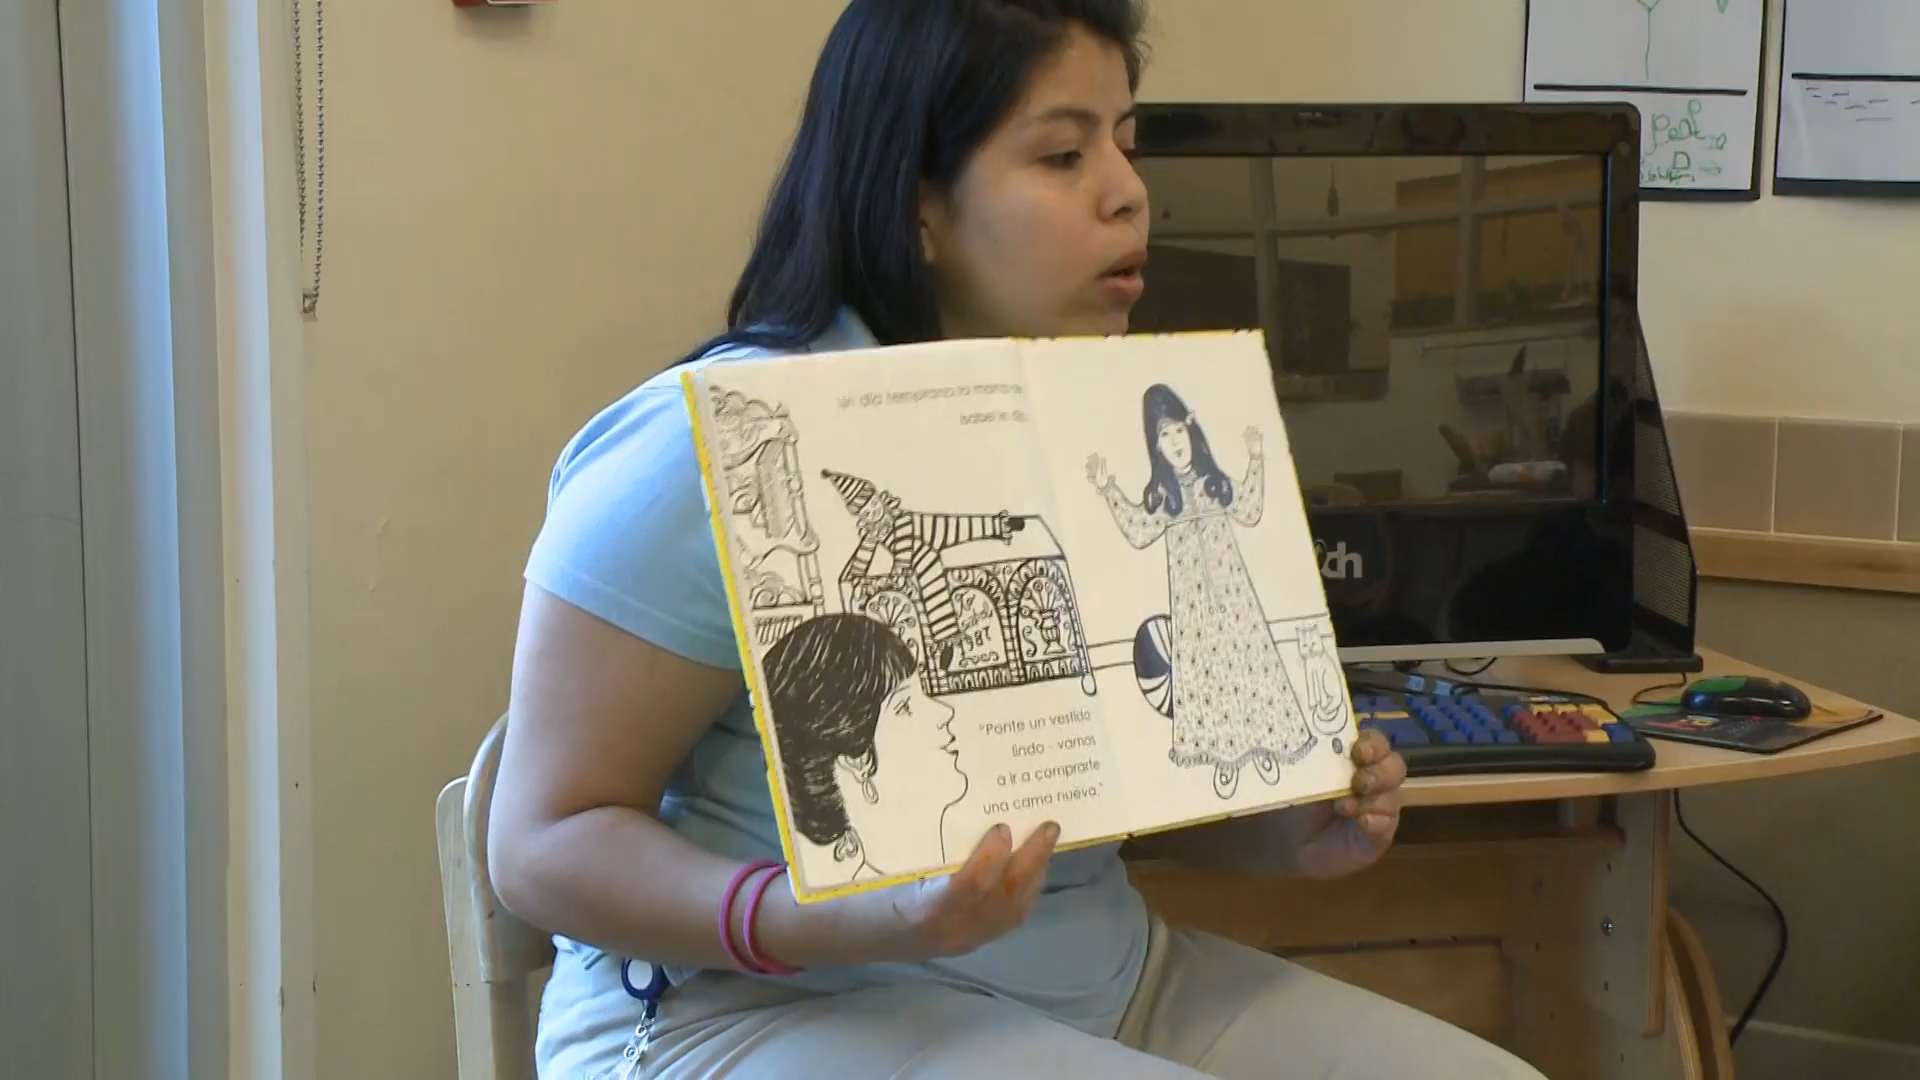 Un día temprano la mamá de
Isabel le dijo
"Ponte un vestido
lindo - vamos
a ir a comprarte
una cama nueva."
ch